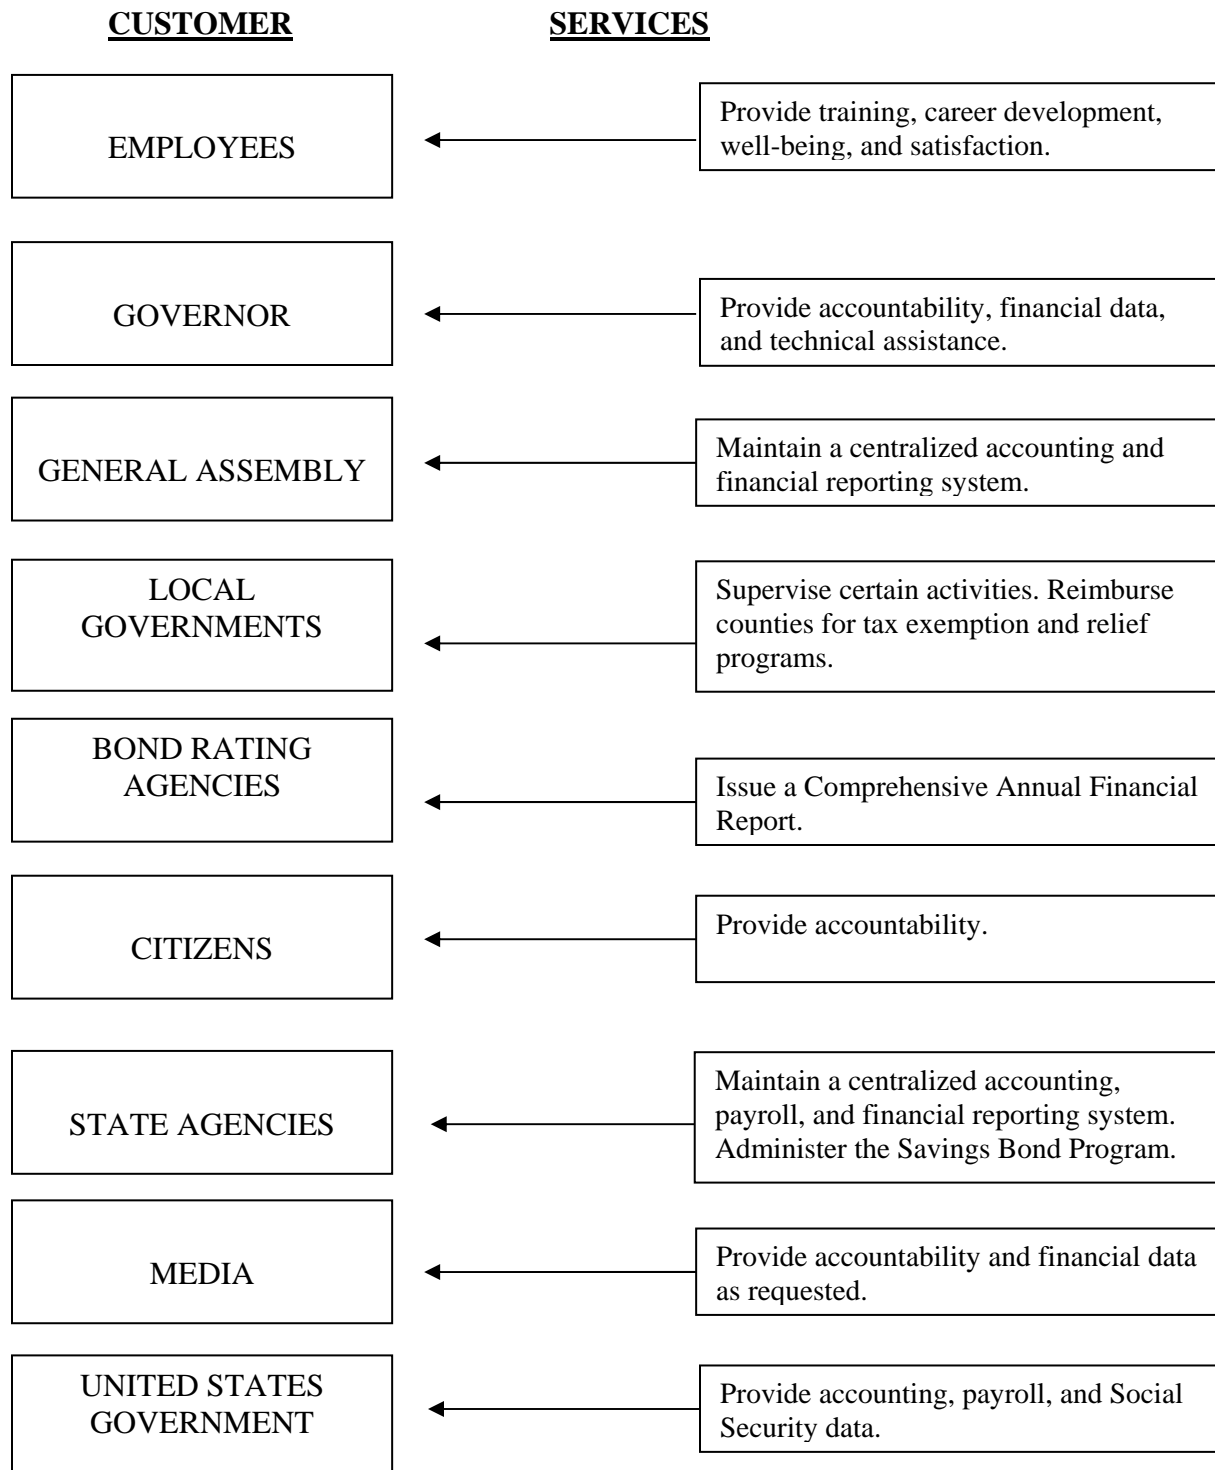 CUSTOMER SERVICES
EMPLOYEES
Provide training, career development,
well-being, and satisfaction.
GOVERNOR
Provide accountability, financial data,
and technical assistance.
GENERAL ASSEMBLY
Maintain a centralized accounting and
financial reporting system.
LOCAL
GOVERNMENTS
Supervise certain activities. Reimburse
counties for tax exemption and relief
programs.
BOND RATING
AGENCIES
Issue a Comprehensive Annual Financial
Report.
CITIZENS
Provide accountability.
STATE AGENCIES
Maintain a centralized accounting,
payroll, and financial reporting system.
Administer the Savings Bond Program.
MEDIA
Provide accountability and financial data
as requested.
UNITED STATES
GOVERNMENT
Provide accounting, payroll, and Social
Security data.